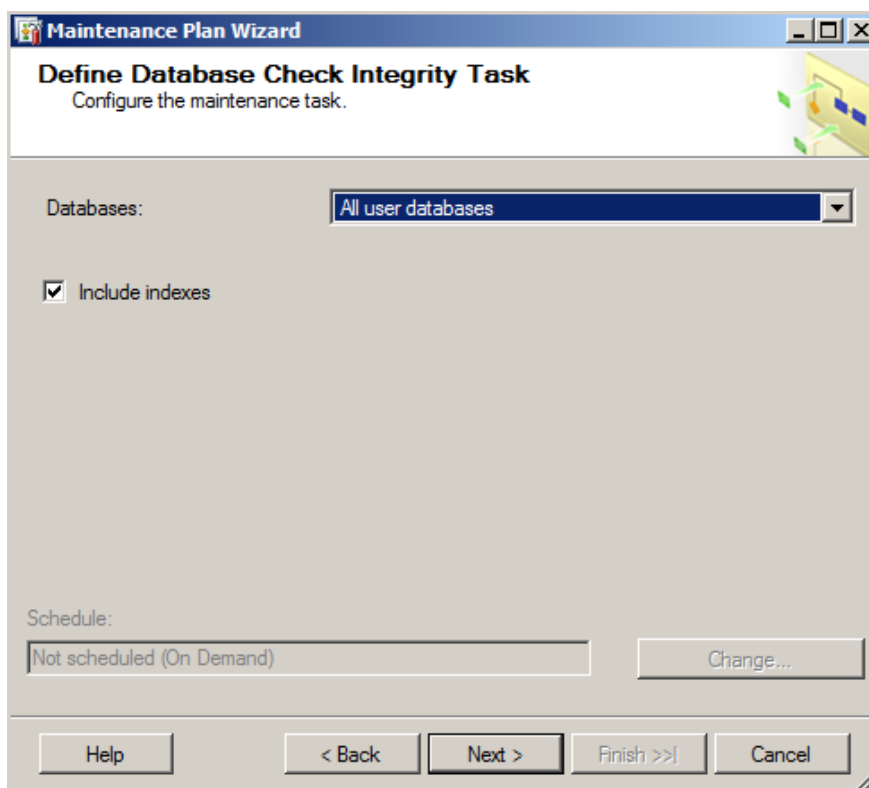 Maintenance Plan Wizard
Define Database Check Integrity Task
Configure the maintenance task.
Databases:
All user databases
Include indexes
Schedule:
Not scheduled (On Demand)
Change...
Help
< Back
Next >
Finish >>|
Cancel